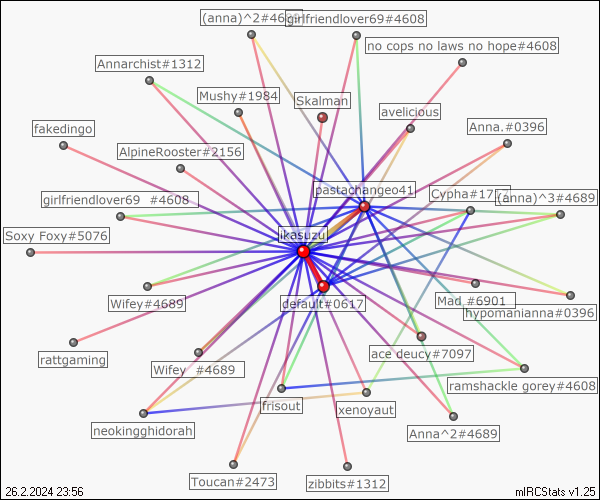 (anna)^2#4689
girlfriendlover69#4608
no cops no laws no hope#4608
Annarchist#1312
Mushy#1984
Skalman
avelicious
fakedingo
Anna.#0396
AlpineRooster#2156
pastachangeo41
Cypha#17
girlfriendlover69 #4608
(anna)^3#4689
Soxy Foxy#5076
ikasuzu
Wifey#4689
default#0617
Mad #6901
hypomanianna#0396
rattgaming
Wifey #4689
ace deucy#7097
ramshackle gorey#4608
frisout
xenoyaut
neokingghidorah
Anna^2#4689
Toucan#2473
zibbits#1312
26.2.2024 23:56
mIRCStats v1.25